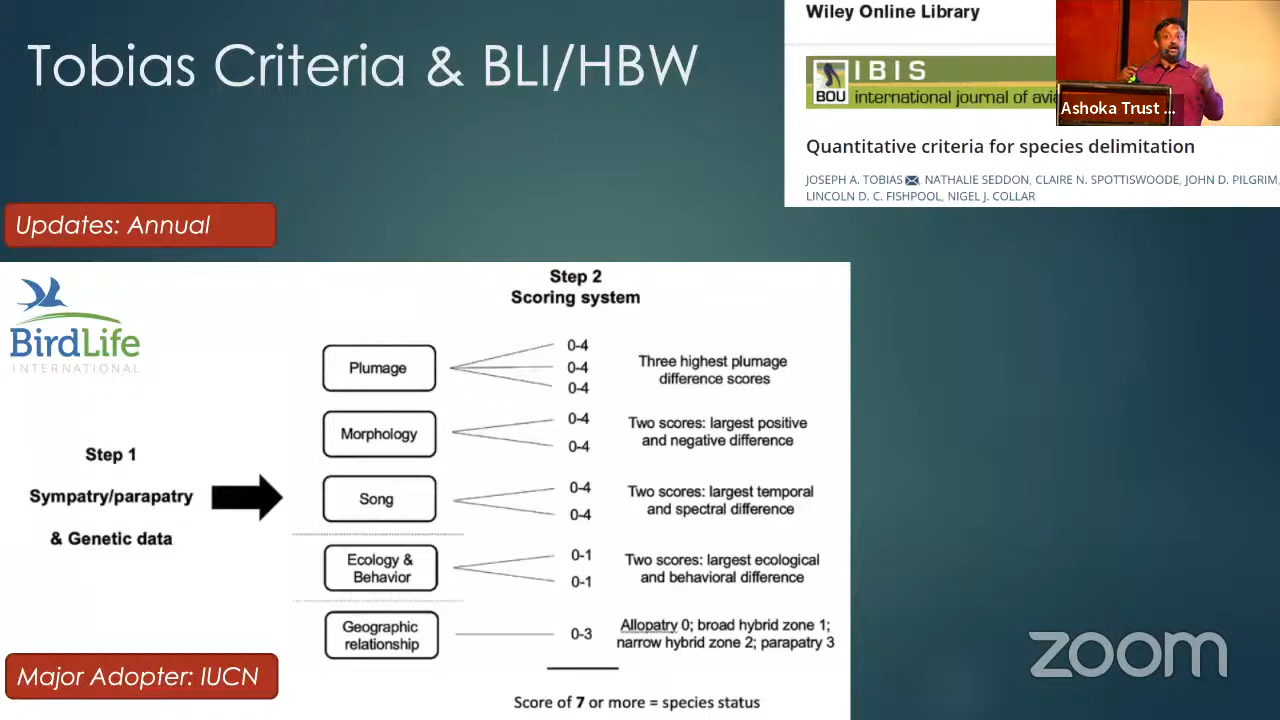 Tobias Criteria & BLI/HBW
Wiley Online Library
IBIS
BOU
international journal of avia
Quantitative criteria for species delimitation
JOSEPH A. TOBIAS, NATHALIE SEDDON, CLAIRE N. SPOTTISWOODE, JOHN D. PILGRIM,
LINCOLN D. C. FISHPOOL, NIGEL J. COLLAR
Ashoka Trust ...
Updates: Annual
BirdLife
INTERNATIONAL
Step 1
Sympatry/parapatry
& Genetic data
Step 2
Scoring system
Plumage
0-4
0-4
0-4
Three highest plumage
difference scores
Morphology
0-4
0-4
Two scores: largest positive
and negative difference
Song
0-4
0-4
Two scores: largest temporal
and spectral difference
Ecology &
Behavior
0-1
0-1
Two scores: largest ecological
and behavioral difference
Geographic
relationship
0-3
Allopatry 0; broad hybrid zone 1;
narrow hybrid zone 2; parapatry 3
Score of 7 or more = species status
Major Adopter: IUCN
zoom